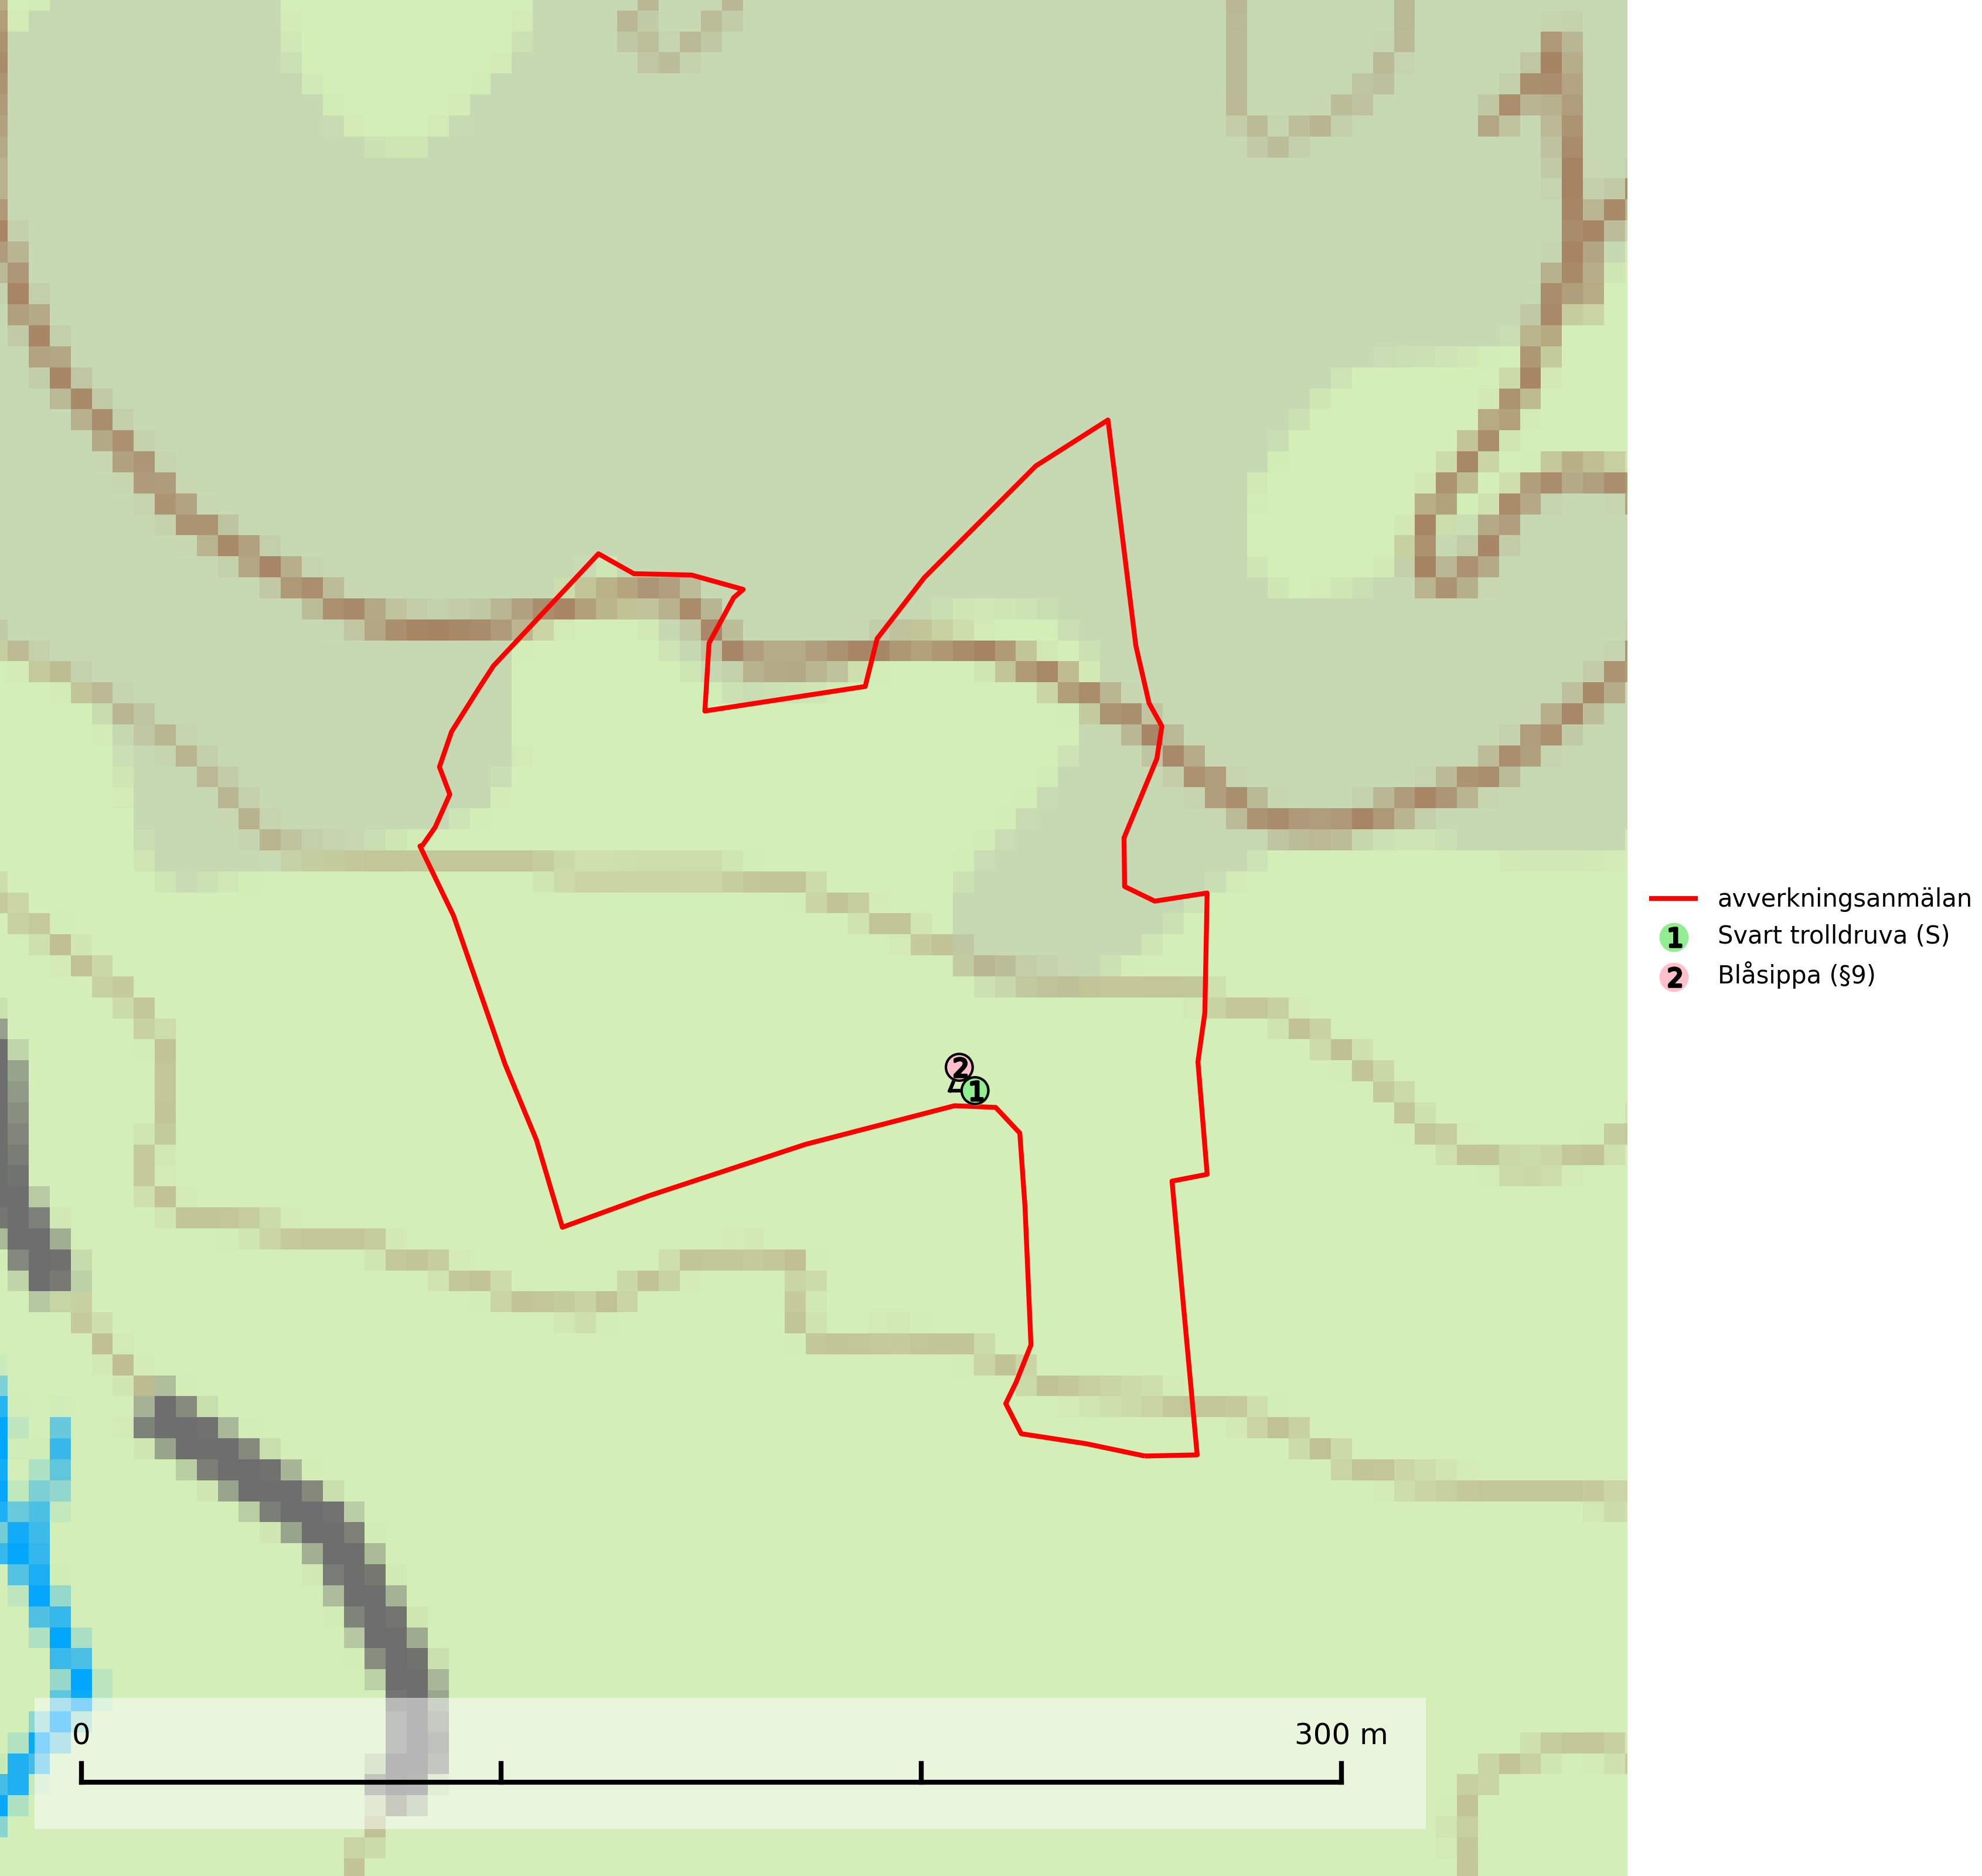 avverkningsanmälan
1 Svart trolldruva (S)
2 Blåsippa (§9)
2
1
0 300 m